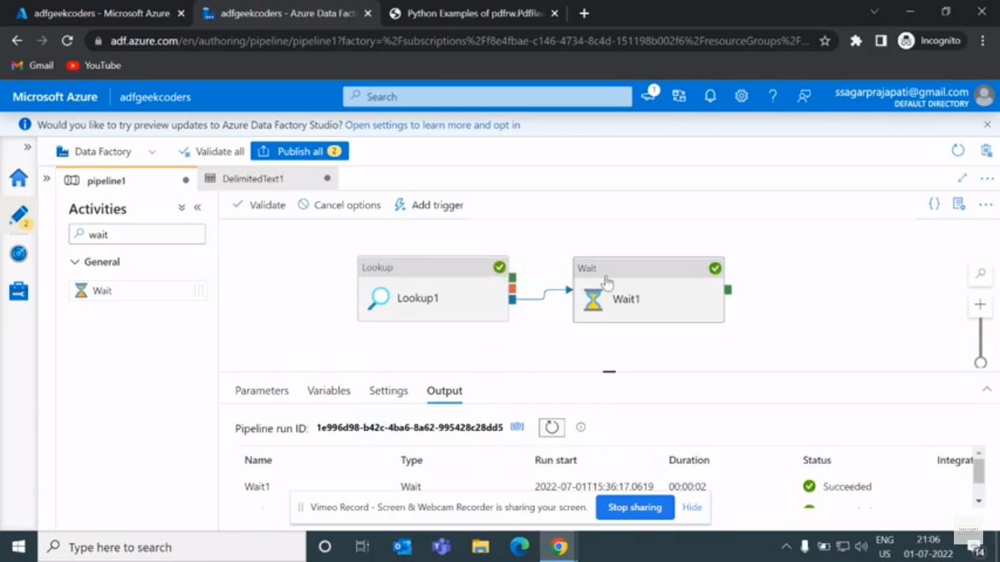 adfgeekcoders - Microsoft Azure
adfgeekcoders - Azure Data Fact
Python Examples of pdfrw.PdfRea
adf.azure.com/en/authoring/pipeline/pipeline1?factory=%2Fsubscriptions%2Ff8e4fbae-c146-4734-8c4d-151198b002f6%2FresourceGroups%2F...
Incognito
Gmail
YouTube
Microsoft Azure
adfgeekcoders
Search
1
ssagarprajapati@gmail.com
DEFAULT DIRECTORY
Would you like to try preview updates to Azure Data Factory Studio? Open settings to learn more and opt in
Data Factory
Validate all
Publish all 2
pipeline1
DelimitedText1
2
Activities
Validate
Cancel options
Add trigger
wait
General
Wait
Lookup
Lookup1
Wait
Wait1
Parameters
Variables
Settings
Output
Pipeline run ID: 1e996d98-b42c-4ba6-8a62-995428c28dd5
Name Type Run start Duration Status Integrat
Wait1 Wait 2022-07-01T15:36:17.0619 00:00:02 Succeeded
Vimeo Record - Screen & Webcam Recorder is sharing your screen.
Stop sharing
Hide
Type here to search
ENG
US
21:06
01-07-2022
14